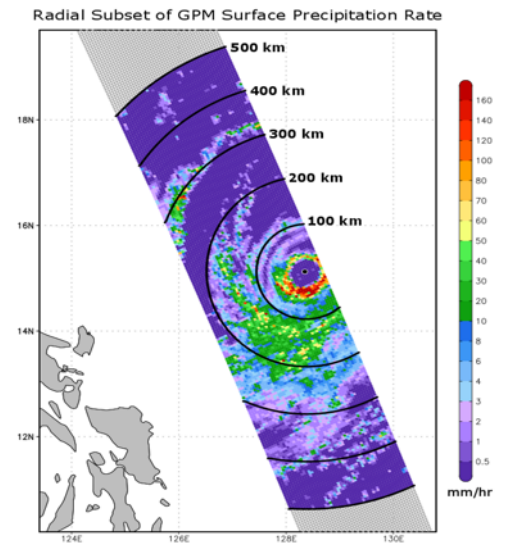 Radial Subset of GPM Surface Precipitation Rate
500 km
400 km
300 km
200 km
100 km
18N
16N
14N
12N
124E
126E
128E
130E
160
140
120
100
80
70
60
50
40
30
20
10
8
6
4
3
2
1
0.5
mm/hr